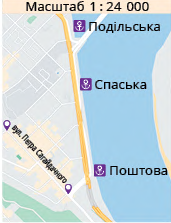 Масштаб 1 : 24 000
Подільська
Спаська
вул. Петра Сагайдачного
Поштова